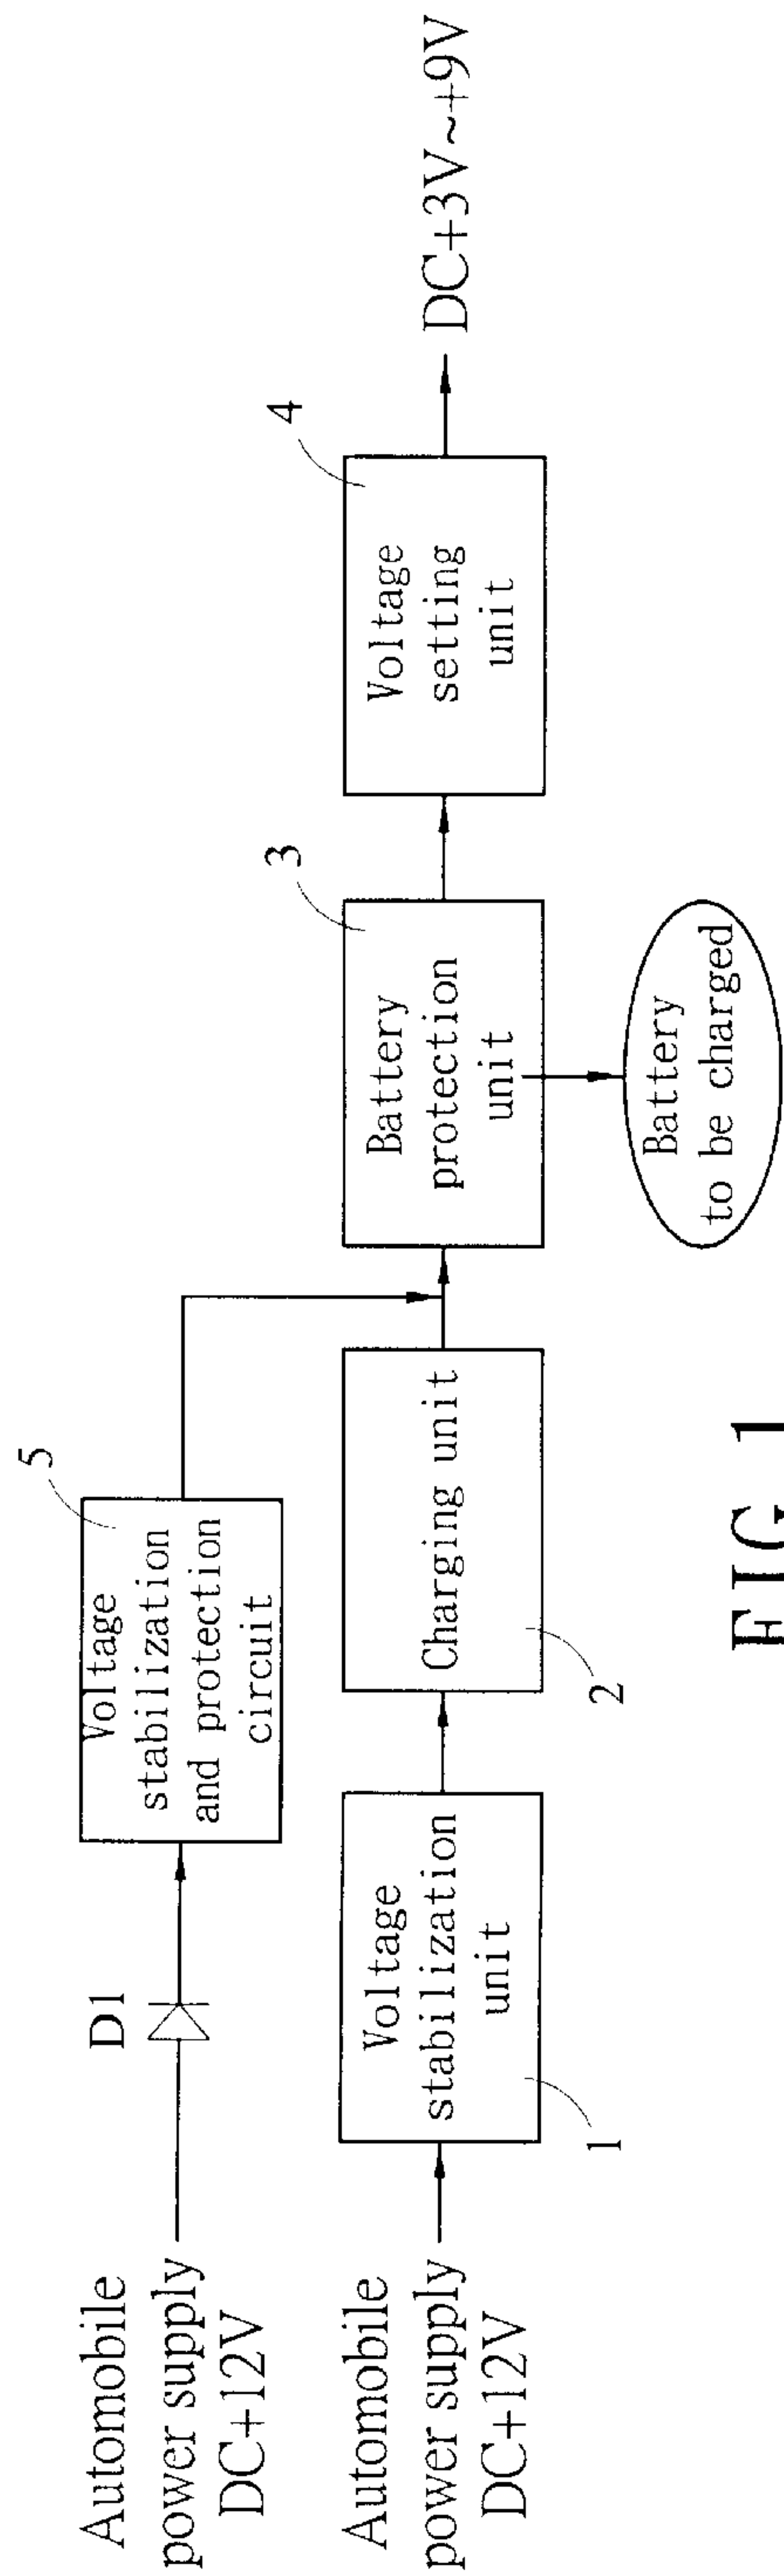 Automobile
power supply
DC+12V
D1
Voltage
stabilization
and protection
circuit
5
Automobile
power supply
DC+12V
Voltage
stabilization
unit
1
Charging unit
2
Battery
protection
unit
3
Voltage
setting
unit
4
DC+3V~+9V
Battery
to be charged
FIG 1